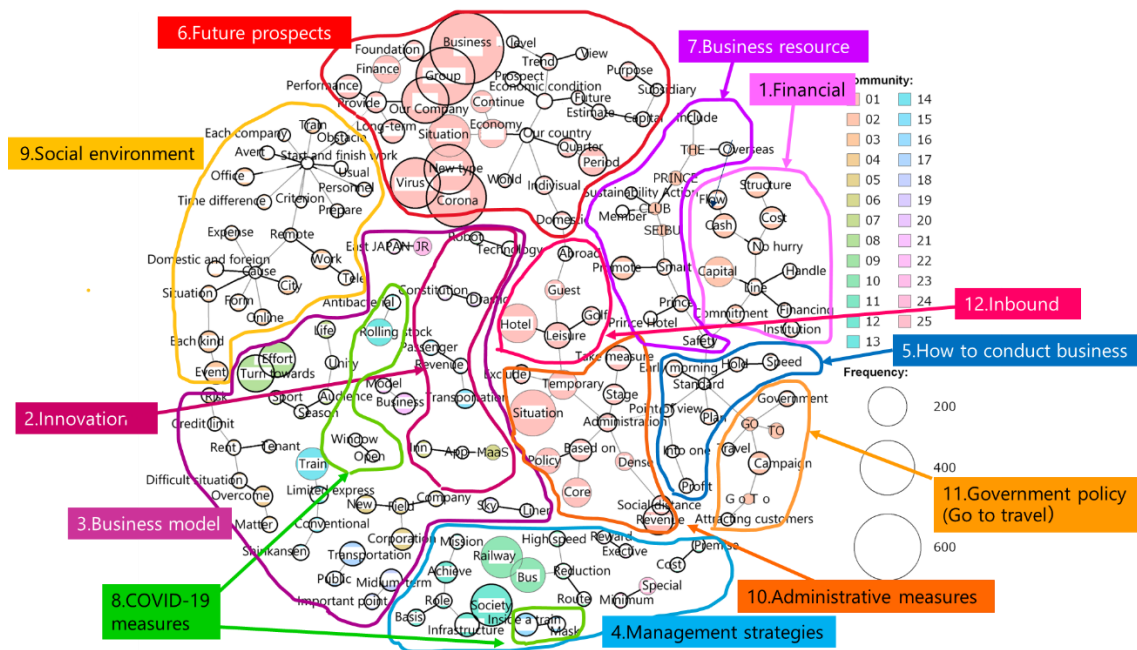 6.Future prospects
Business
level
View
Trend
Foundation
Finance
Group
Prospect
Economic condition
Purpose
Subsidiary
Performance
Provide
Our Company
Continue
Future
Estimate
Capital
Long-term
Situation
Economy
Our country
Quarter
Period
New type
Virus
Corona
World
Indiyisual
Domestic
7.Business resource
1.Financial
Include
THE
Overseas
PRINCE
Sustainability Action
Flow
CLUB
Member
SEIBU
Promote
Smart
Prince
Prince Hotel
Safety
Structure
Cost
Cash
No hurry
Capital
Handle
Line
Financing
Commitment
Institution
Community:
01
02
03
04
05
06
07
08
09
10
11
12
13
14
15
16
17
18
19
20
21
22
23
24
25
9.Social environment
Each company
Train
Obstacle
Avert
Start and finish work
Usual
Office
Personnel
Time difference
Criterion
Prepare
Expense
Remote
Domestic and foreign
Work
Cause
Tele
Situation
City
Form
Online
Each kind
Event
East JAPAN
JR
Robot
Technology
Antibacterial
Constitution
Drastic
Rolling stock
Passenger
Revenue
Life
Unity
Effort
Turn towards
Model
Business
Transportation
Risk
Sport
Audience
Season
Credit limit
Rent
Tenant
Window
Open
Inn
App
MaaS
Train
Difficult situation
Overcome
Limited express
New
Field
Company
Sky
Liner
Matter
Conventional
Corporation
Shinkansen
Transportation
Public
Midium term
Important point
2.Innovation
3.Business model
8.COVID-19
measures
Abroad
Guest
Hotel
Golf
Leisure
12.Inbound
Take measure
Exclude
Temporary
Stage
Situation
Administration
Based on
Policy
Dense
Core
Social distance
Revenue
Early morning
Hold
Speed
Standard
Point of view
Plan
Into one
Profit
5.How to conduct business
Government
GO
TO
Travel
Campaign
G o T o
Attracting customers
Frequency:
200
400
600
11.Government policy
(Go to travel)
10.Administrative measures
Mission
High speed
Reward
Exective
Premise
Cost
Railway
Achieve
Bus
Reduction
Special
Role
Route
Minimum
Society
Basis
Inside a train
Infrastructure
Mask
4.Management strategies